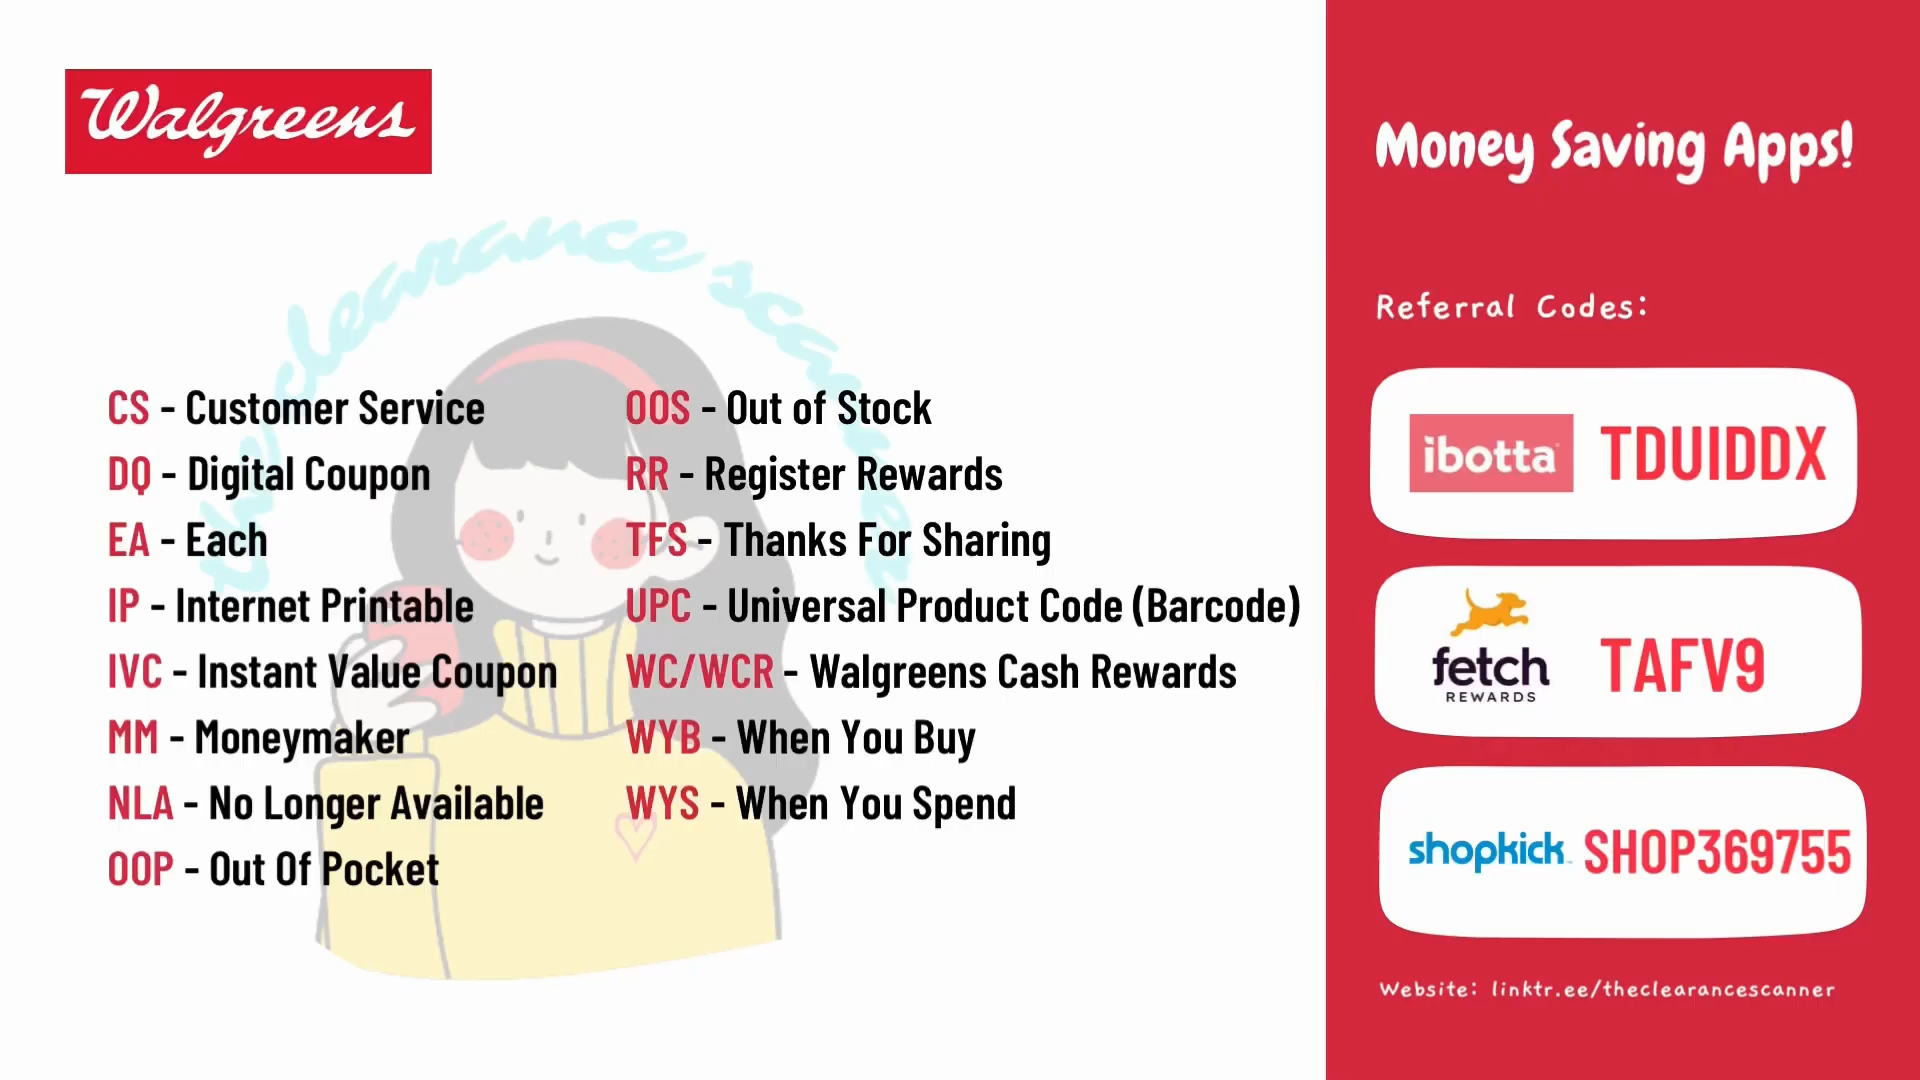 Walgreens
the clearance scanner
CS - Customer Service
DQ - Digital Coupon
EA - Each
IP - Internet Printable
IVC - Instant Value Coupon
MM - Moneymaker
NLA - No Longer Available
OOP - Out Of Pocket
OOS - Out of Stock
RR - Register Rewards
TFS - Thanks For Sharing
UPC - Universal Product Code (Barcode)
WC/WCR - Walgreens Cash Rewards
WYB - When You Buy
WYS - When You Spend
Money Saving Apps!
Referral Codes:
ibotta TDUIDDX
fetch
REWARDS
TAFV9
shopkick SHOP369755
Website: linktr.ee/theclearancescanner